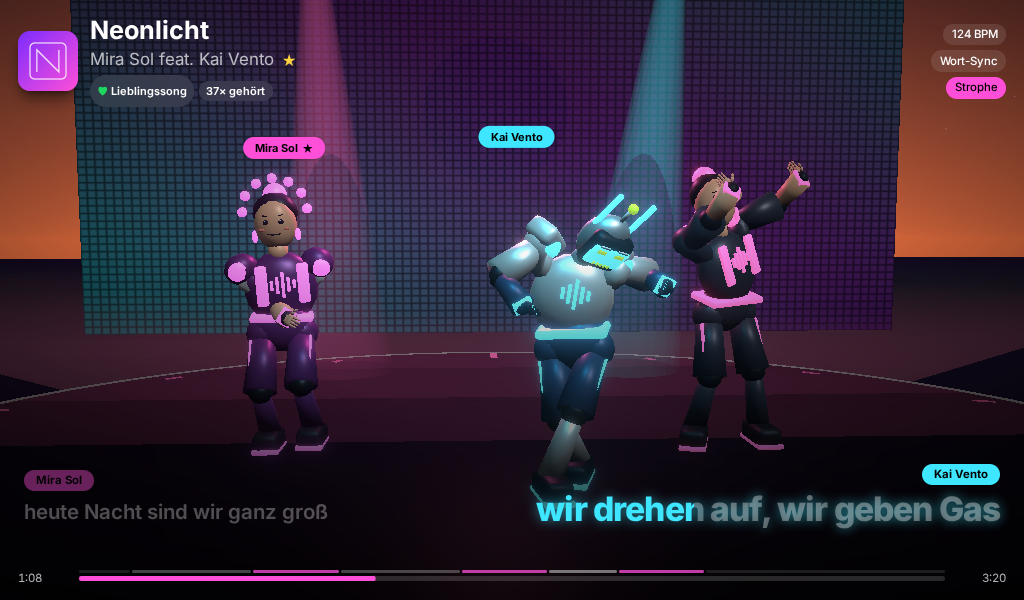 N
Neonlicht
Mira Sol feat. Kai Vento ★
Lieblingssong
37× gehört
124 BPM
Wort-Sync
Strophe
Mira Sol ★
Kai Vento
Mira Sol
heute Nacht sind wir ganz groß
Kai Vento
wir drehen auf, wir geben Gas
1:08
3:20